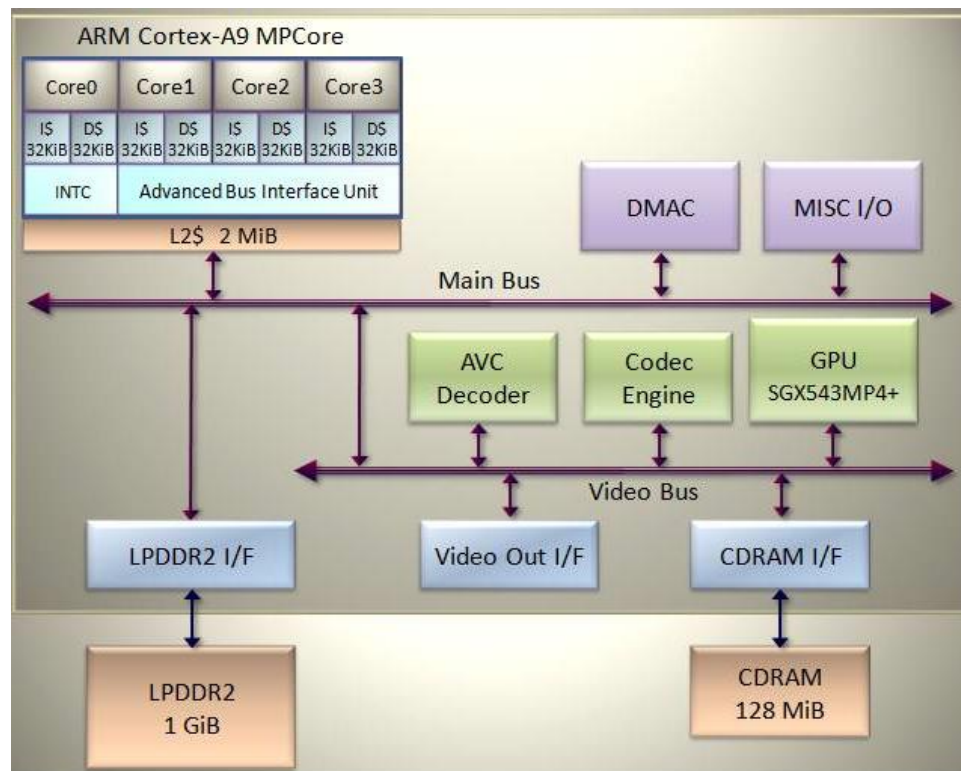 ARM Cortex-A9 MPCore
Core0 Core1 Core2 Core3
I$ D$ I$ D$ I$ D$ I$ D$
32KiB 32KiB 32KiB 32KiB 32KiB 32KiB 32KiB 32KiB
INTC Advanced Bus Interface Unit
L2$ 2 MiB
DMAC
MISC I/O
Main Bus
AVC
Decoder
Codec
Engine
GPU
SGX543MP4+
Video Bus
LPDDR2 I/F
Video Out I/F
CDRAM I/F
LPDDR2
1 GiB
CDRAM
128 MiB